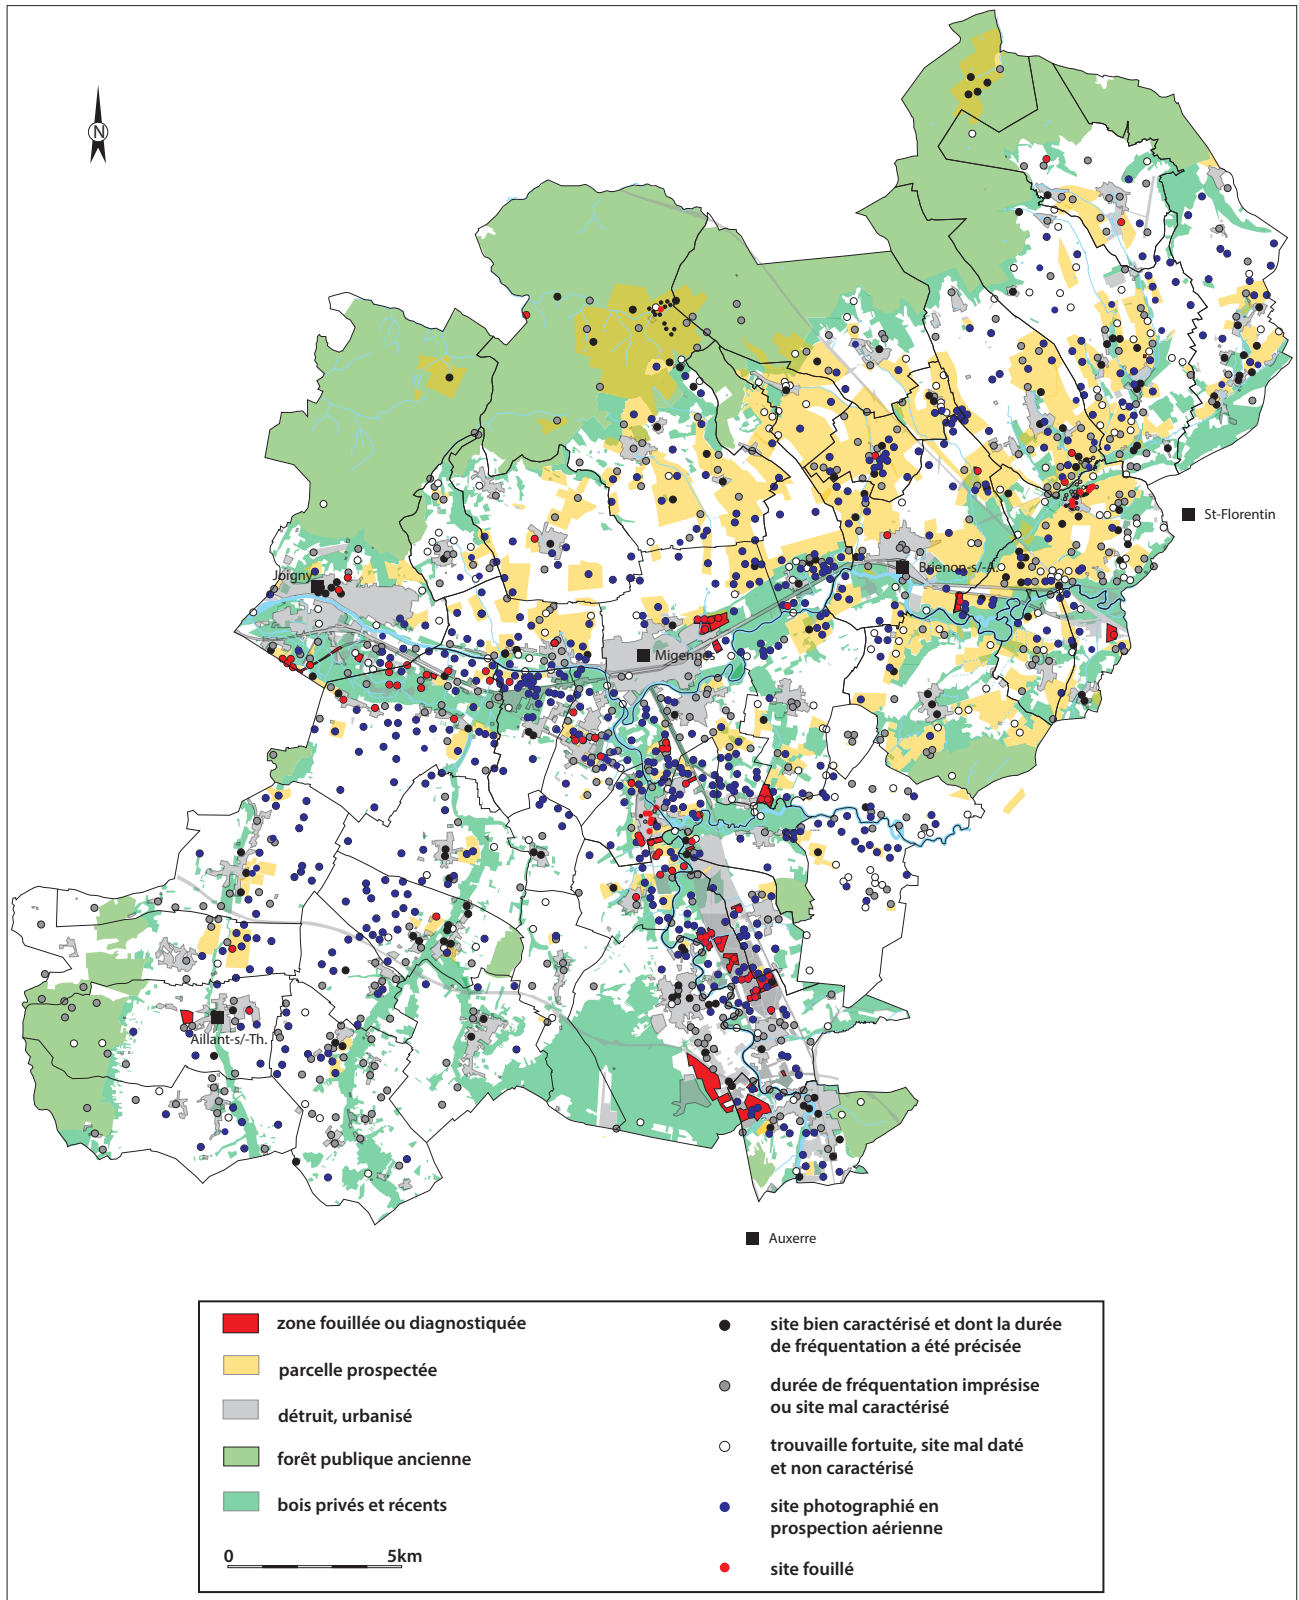 N
St-Florentin
Joigny
Brienon-s/-A.
Migennes
Aillant-s/-Th.
Auxerre
zone fouillée ou diagnostiquée
parcelle prospectée
détruit, urbanisé
forêt publique ancienne
bois privés et récents
0 5km
site bien caractérisé et dont la durée
de fréquentation a été précisée
durée de fréquentation imprésise
ou site mal caractérisé
trouvaille fortuite, site mal daté
et non caractérisé
site photographié en
prospection aérienne
site fouillé